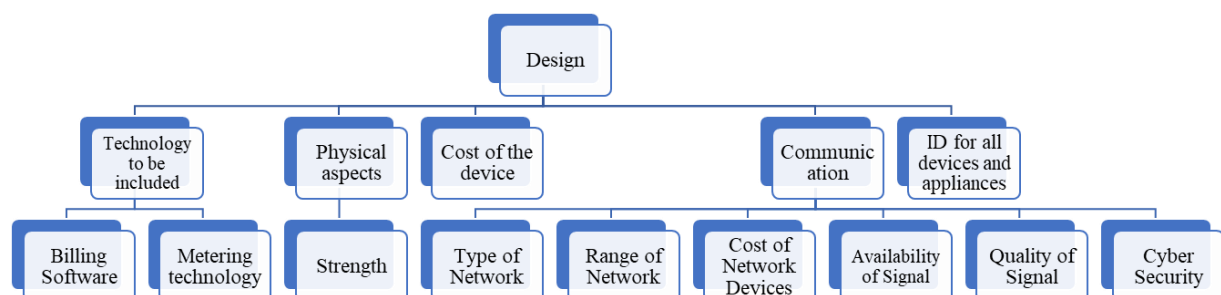 Design
Technology
to be
included
Physical
aspects
Cost of the
device
Communic
ation
ID for all
devices and
appliances
Billing
Software
Metering
technology
Strength
Type of
Network
Range of
Network
Cost of
Network
Devices
Availability
of Signal
Quality of
Signal
Cyber
Security